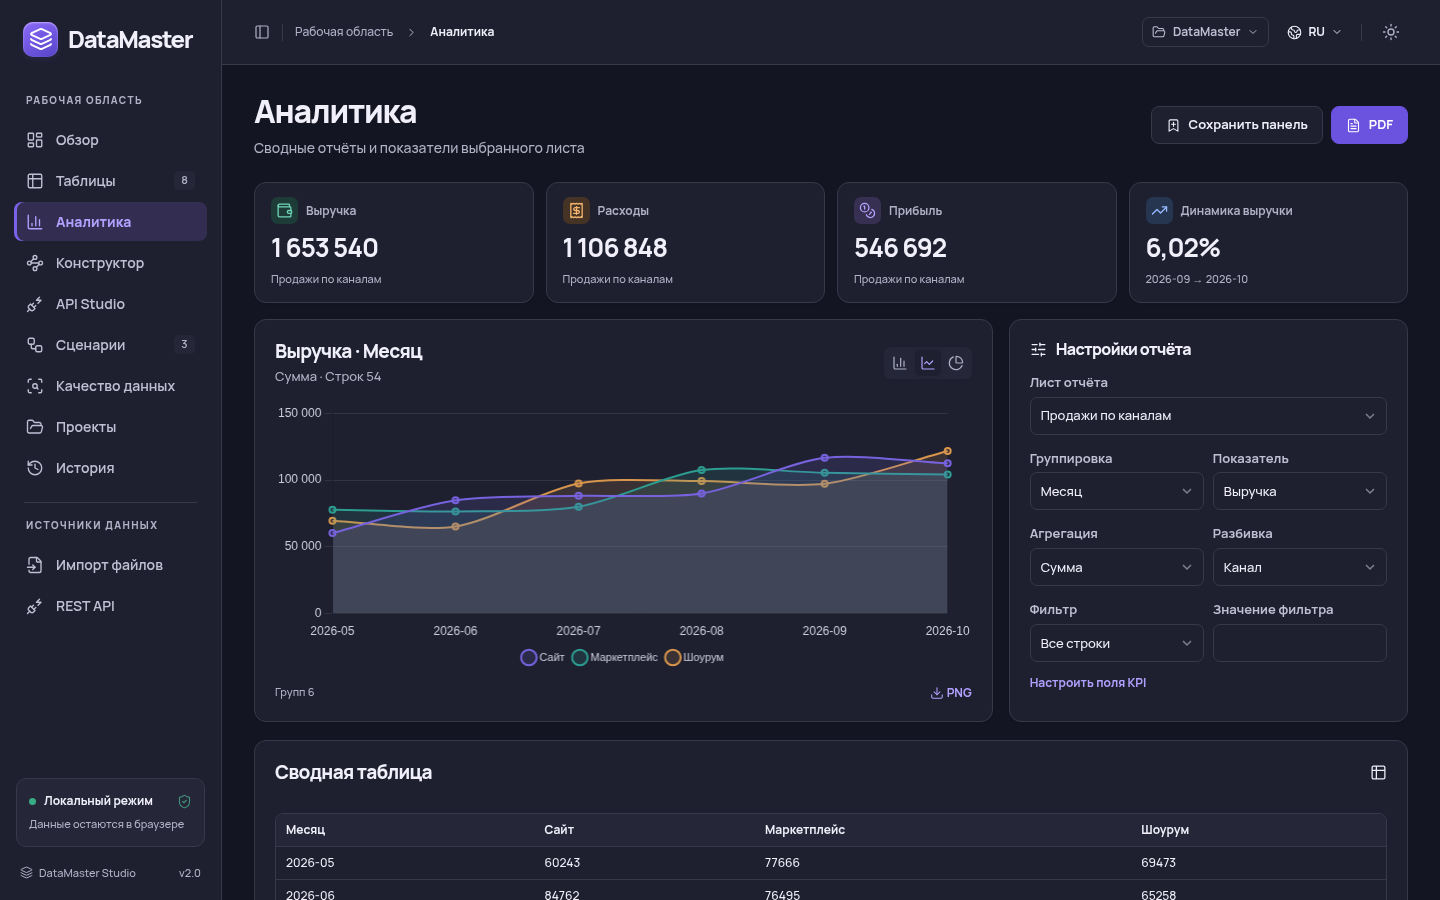 DataMaster
РАБОЧАЯ ОБЛАСТЬ
Обзор
Таблицы 8
Аналитика
Конструктор
API Studio
Сценарии 3
Качество данных
Проекты
История
ИСТОЧНИКИ ДАННЫХ
Импорт файлов
REST API
Локальный режим
Данные остаются в браузере
DataMaster Studio v2.0
Рабочая область > Аналитика
DataMaster RU
Аналитика
Сводные отчёты и показатели выбранного листа
Сохранить панель PDF
Выручка
1 653 540
Продажи по каналам
Расходы
1 106 848
Продажи по каналам
Прибыль
546 692
Продажи по каналам
Динамика выручки
6,02%
2026-09 → 2026-10
Выручка · Месяц
Сумма · Строк 54
150 000
100 000
50 000
0
2026-05 2026-06 2026-07 2026-08 2026-09 2026-10
Сайт Маркетплейс Шоурум
Групп 6 PNG
Настройки отчёта
Лист отчёта
Продажи по каналам
Группировка Показатель
Месяц Выручка
Агрегация Разбивка
Сумма Канал
Фильтр Значение фильтра
Все строки
Настроить поля KPI
Сводная таблица
Месяц Сайт Маркетплейс Шоурум
2026-05 60243 77666 69473
2026-06 84762 76495 65258